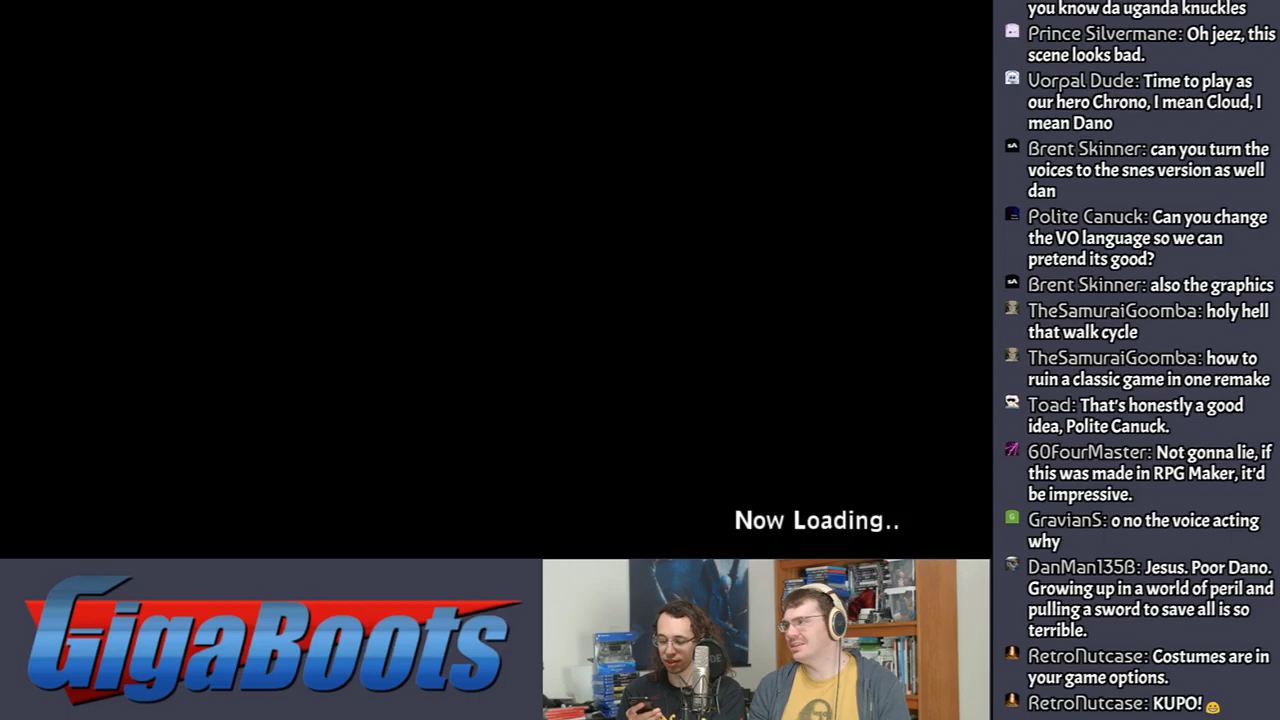 you know da uganda knuckles
Prince Silvermane: Oh jeez, this
scene looks bad.
Vorpal Dude: Time to play as
our hero Chrono, I mean Cloud, I
mean Dano
Brent Skinner: can you turn the
voices to the snes version as well
dan
Polite Canuck: Can you change
the VO language so we can
pretend its good?
Brent Skinner: also the graphics
TheSamuraiGoomba: holy hell
that walk cycle
TheSamuraiGoomba: how to
ruin a classic game in one remake
Toad: That's honestly a good
idea, Polite Canuck.
60FourMaster: Not gonna lie, if
this was made in RPG Maker, it'd
be impressive.
GravianS: o no the voice acting
why
DanMan135B: Jesus. Poor Dano.
Growing up in a world of peril and
pulling a sword to save all is so
terrible.
RetroNutcase: Costumes are in
your game options.
RetroNutcase: KUPO! 😄
Now Loading..
GigaBoots